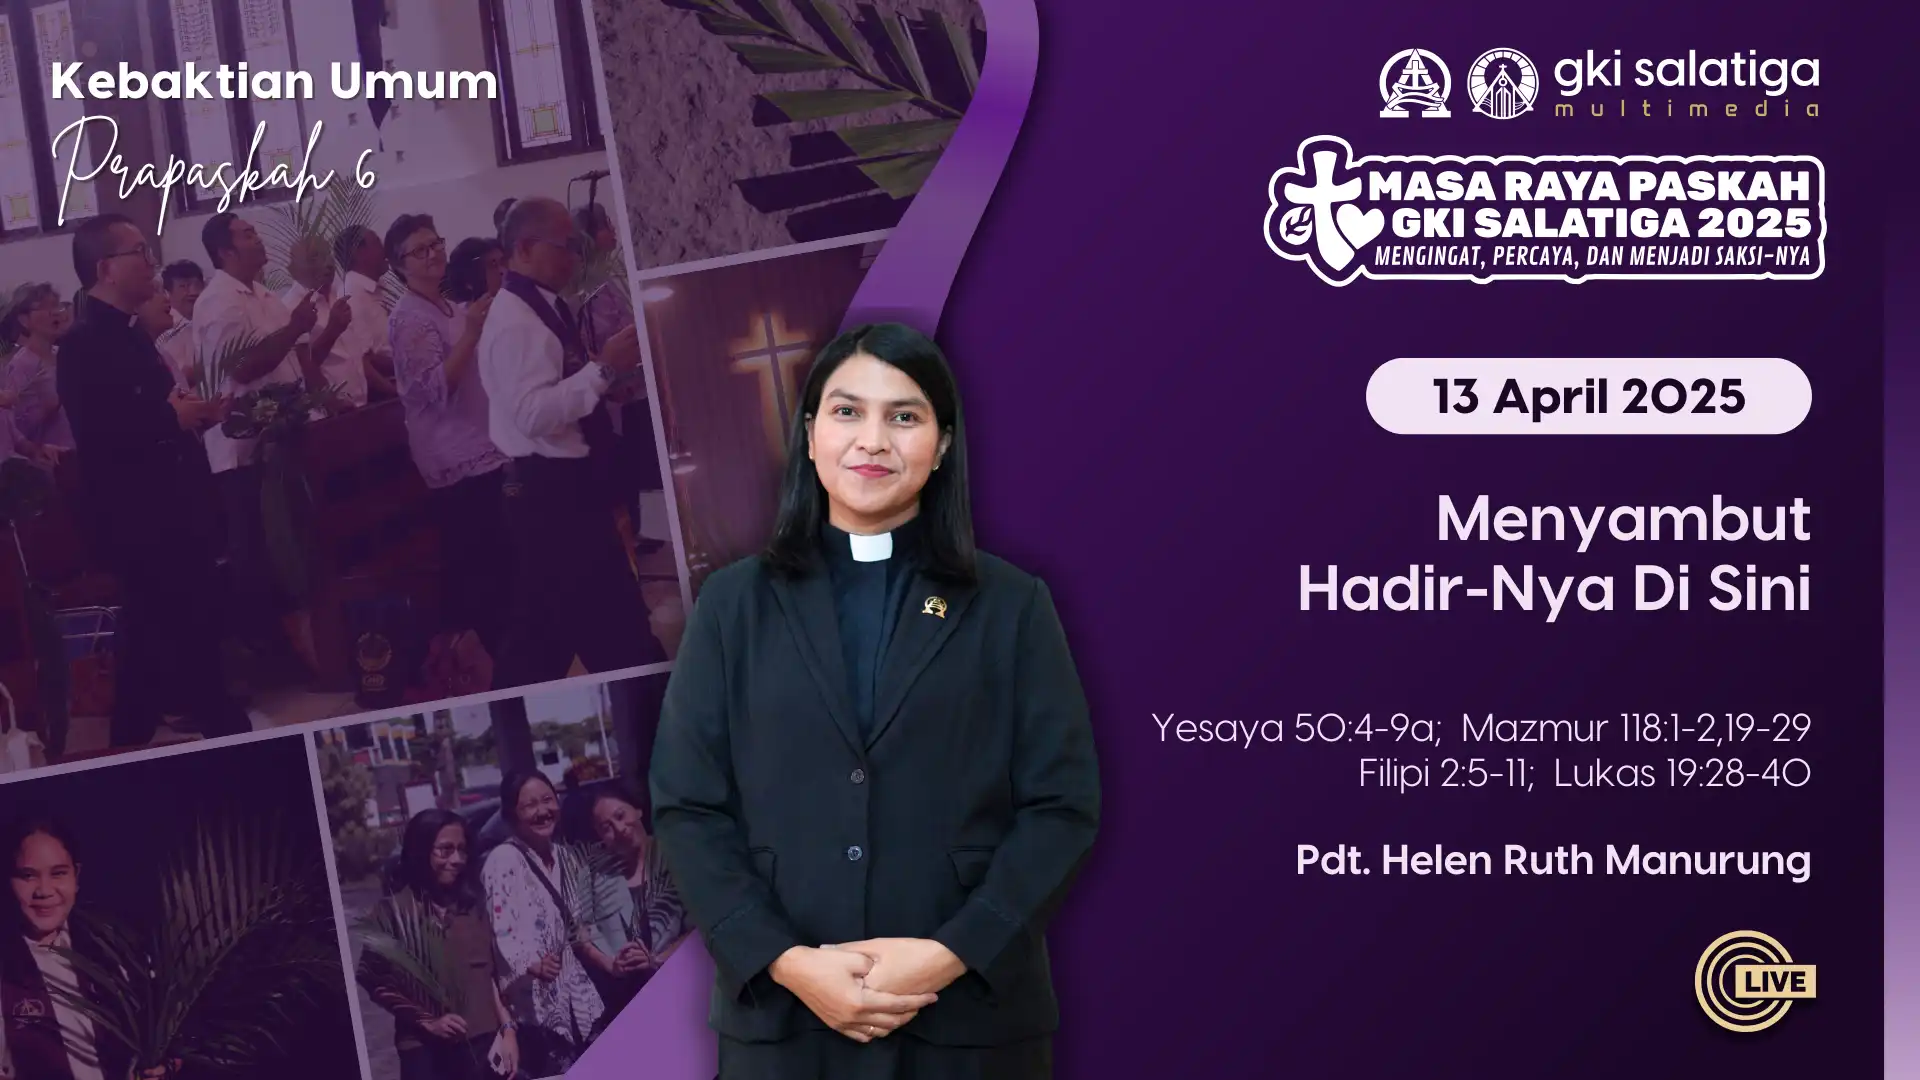 Kebaktian Umum
Prapaskah 6
gki salatiga
multimedia
MASA RAYA PASKAH
GKI SALATIGA 2025
MENGINGAT, PERCAYA, DAN MENJADI SAKSI-NYA
13 April 2025
Menyambut
Hadir-Nya Di Sini
Yesaya 50:4-9a; Mazmur 118:1-2,19-29
Filipi 2:5-11; Lukas 19:28-40
Pdt. Helen Ruth Manurung
LIVE